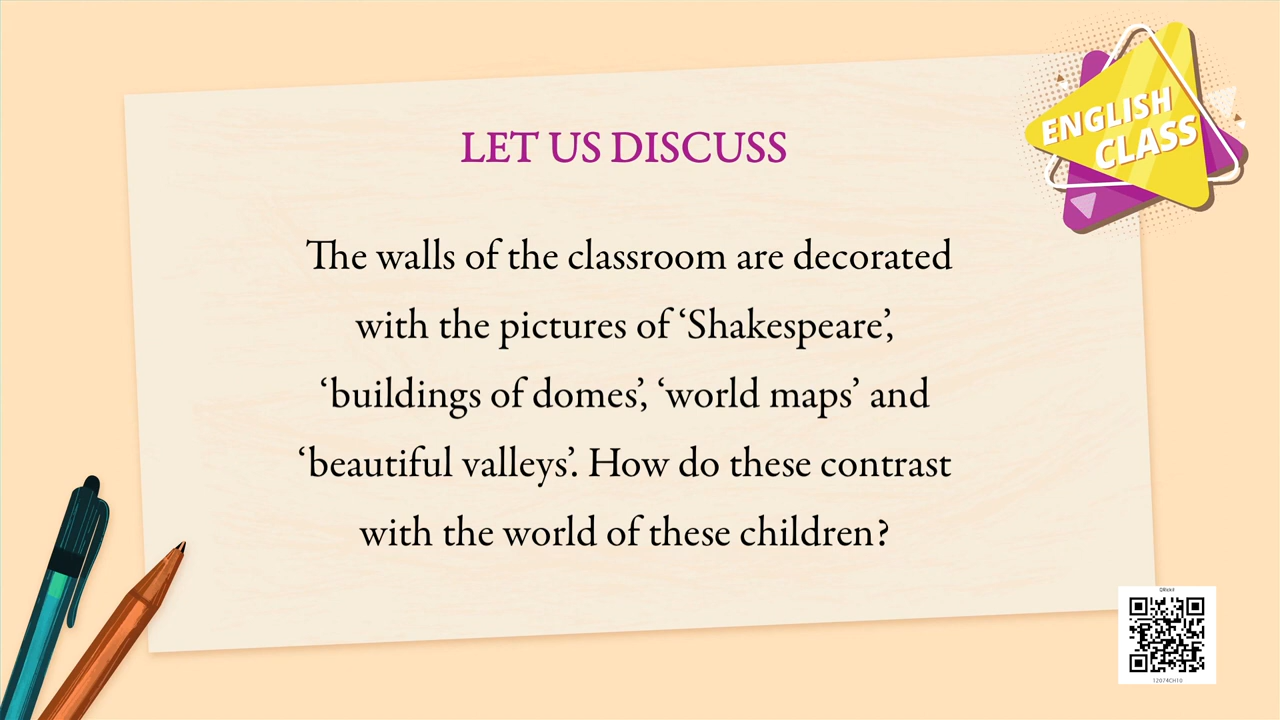 ENGLISH
CLASS
LET US DISCUSS
The walls of the classroom are decorated
with the pictures of ‘Shakespeare’,
‘buildings of domes’, ‘world maps’ and
‘beautiful valleys’. How do these contrast
with the world of these children?
12074CH10